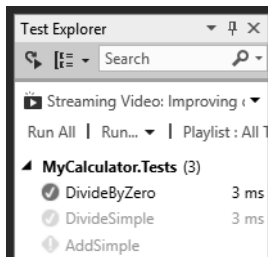 Test Explorer
Search
Streaming Video: Improving
Run All | Run... | Playlist : All
MyCalculator.Tests (3)
DivideByZero 3 ms
DivideSimple 3 ms
AddSimple